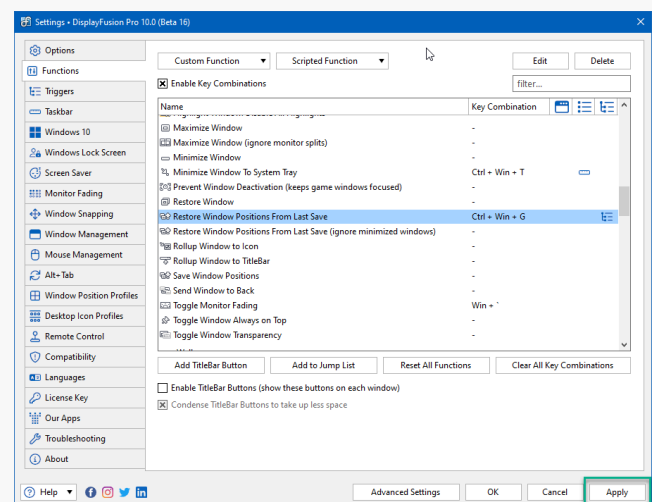 Settings • DisplayFusion Pro 10.0 (Beta 16)
Options
Functions
Triggers
Taskbar
Windows 10
Windows Lock Screen
Screen Saver
Monitor Fading
Window Snapping
Window Management
Mouse Management
Alt+Tab
Window Position Profiles
Desktop Icon Profiles
Remote Control
Compatibility
Languages
License Key
Our Apps
Troubleshooting
About
Custom Function Scripted Function Edit Delete
Enable Key Combinations filter...
Name Key Combination
Maximize Window -
Maximize Window (ignore monitor splits) -
Minimize Window -
Minimize Window To System Tray Ctrl + Win + T
Prevent Window Deactivation (keeps game windows focused) -
Restore Window -
Restore Window Positions From Last Save Ctrl + Win + G
Restore Window Positions From Last Save (ignore minimized windows) -
Rollup Window to Icon -
Rollup Window to TitleBar -
Save Window Positions -
Send Window to Back -
Toggle Monitor Fading Win + `
Toggle Window Always on Top -
Toggle Window Transparency -
Add TitleBar Button Add to Jump List Reset All Functions Clear All Key Combinations
Enable TitleBar Buttons (show these buttons on each window)
Condense TitleBar Buttons to take up less space
Help Advanced Settings OK Cancel Apply